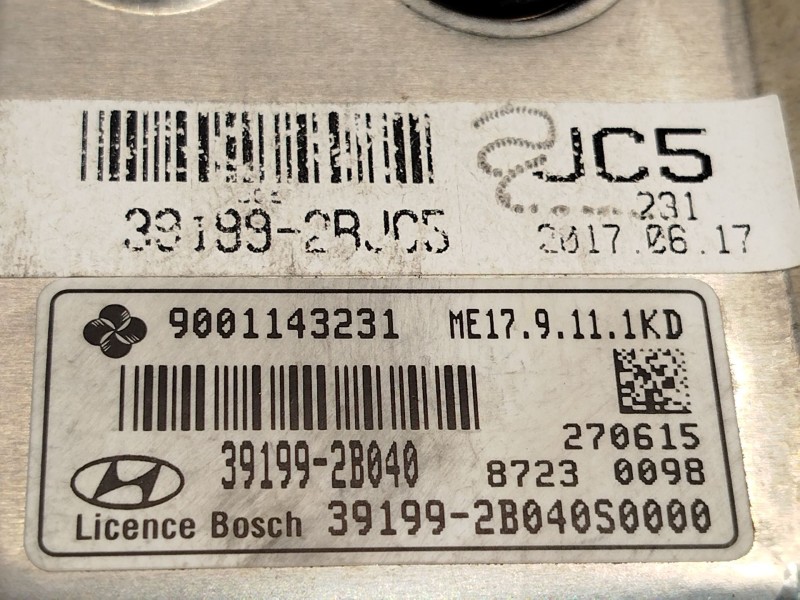 JC5
231
39199-2BJC5
2017.06.17
9001143231 ME17.9.11.1KD
270615
39199-2B040
8723 0098
Licence Bosch 39199-2B040S0000